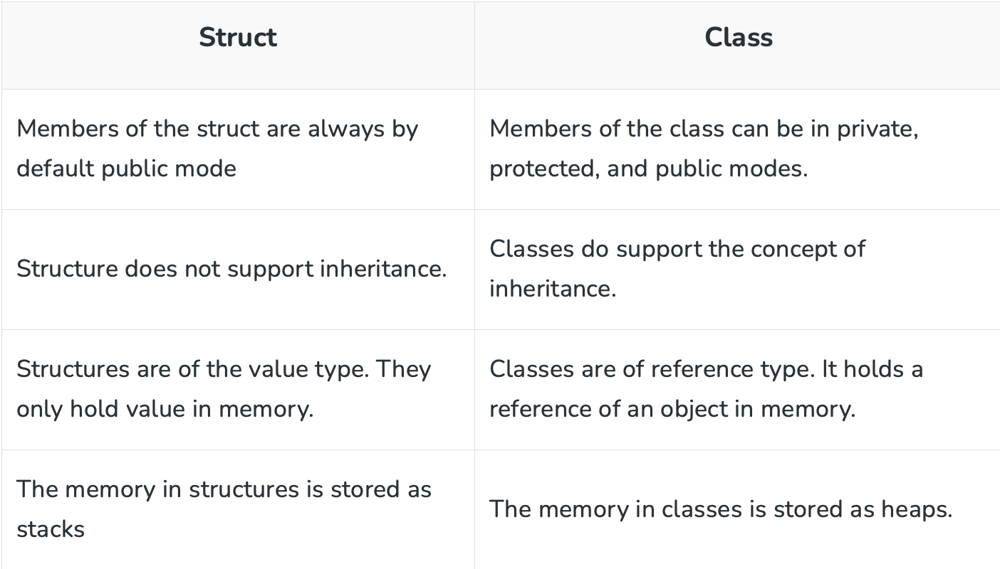 Struct
Class
Members of the struct are always by
default public mode
Members of the class can be in private,
protected, and public modes.
Structure does not support inheritance.
Classes do support the concept of
inheritance.
Structures are of the value type. They
only hold value in memory.
Classes are of reference type. It holds a
reference of an object in memory.
The memory in structures is stored as
stacks
The memory in classes is stored as heaps.